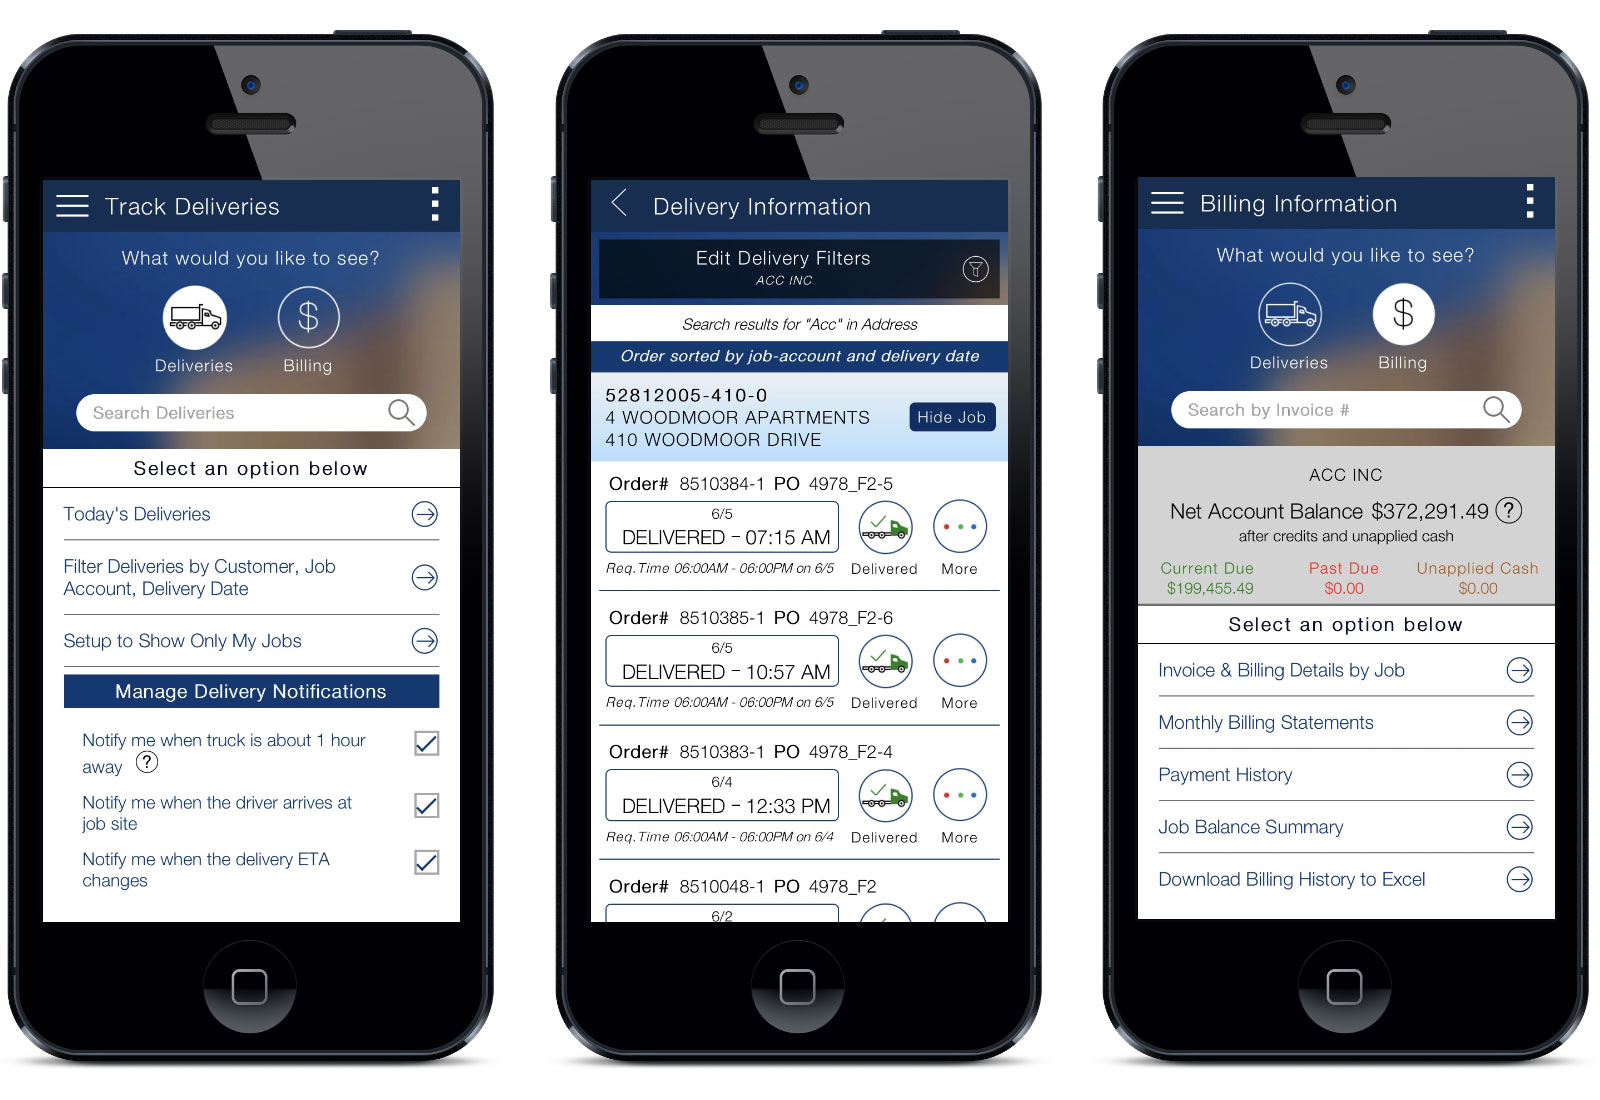 Track Deliveries
What would you like to see?
$
Deliveries
Billing
Search Deliveries
Select an option below
Today's Deliveries
Filter Deliveries by Customer, Job
Account, Delivery Date
Setup to Show Only My Jobs
Manage Delivery Notifications
Notify me when truck is about 1 hour
away ?
Notify me when the driver arrives at
job site
Notify me when the delivery ETA
changes
Delivery Information
Edit Delivery Filters
ACC INC
Search results for "Acc" in Address
Order sorted by job-account and delivery date
52812005-410-0
4 WOODMOOR APARTMENTS
410 WOODMOOR DRIVE
Hide Job
Order# 8510384-1 PO 4978_F2-5
6/5
DELIVERED - 07:15 AM
Req.Time 06:00AM - 06:00PM on 6/5
Delivered
More
Order# 8510385-1 PO 4978_F2-6
6/5
DELIVERED - 10:57 AM
Req.Time 06:00AM - 06:00PM on 6/5
Delivered
More
Order# 8510383-1 PO 4978_F2-4
6/4
DELIVERED - 12:33 PM
Req.Time 06:00AM - 06:00PM on 6/4
Delivered
More
Order# 8510048-1 PO 4978_F2
6/2
Billing Information
What would you like to see?
$
Deliveries
Billing
Search by Invoice #
ACC INC
Net Account Balance $372,291.49 ?
after credits and unapplied cash
Current Due Past Due Unapplied Cash
$199,455.49 $0.00 $0.00
Select an option below
Invoice & Billing Details by Job
Monthly Billing Statements
Payment History
Job Balance Summary
Download Billing History to Excel